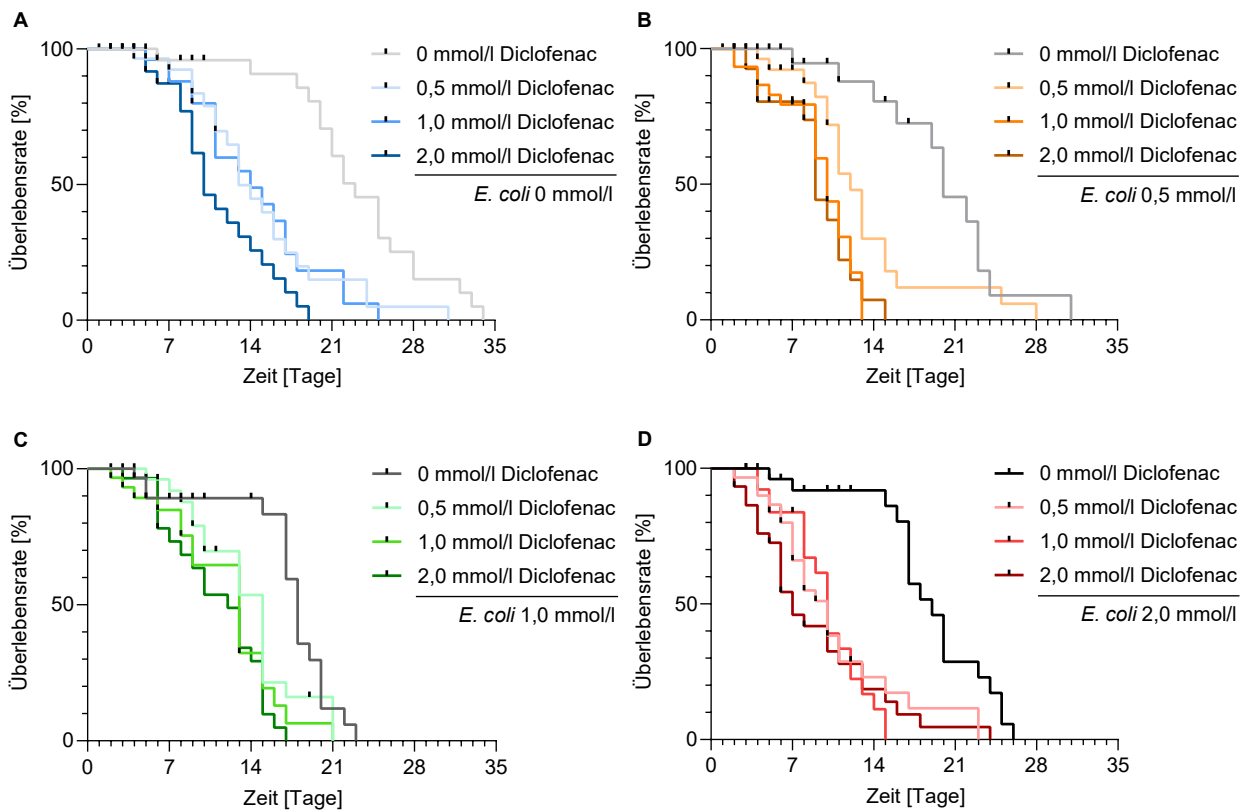 A
100
50
0
Überlebensrate [%]
0 7 14 21 28 35
Zeit [Tage]
0 mmol/l Diclofenac
0,5 mmol/l Diclofenac
1,0 mmol/l Diclofenac
2,0 mmol/l Diclofenac
E. coli 0 mmol/l
B
100
50
0
Überlebensrate [%]
0 7 14 21 28 35
Zeit [Tage]
0 mmol/l Diclofenac
0,5 mmol/l Diclofenac
1,0 mmol/l Diclofenac
2,0 mmol/l Diclofenac
E. coli 0,5 mmol/l
C
100
50
0
Überlebensrate [%]
0 7 14 21 28 35
Zeit [Tage]
0 mmol/l Diclofenac
0,5 mmol/l Diclofenac
1,0 mmol/l Diclofenac
2,0 mmol/l Diclofenac
E. coli 1,0 mmol/l
D
100
50
0
Überlebensrate [%]
0 7 14 21 28 35
Zeit [Tage]
0 mmol/l Diclofenac
0,5 mmol/l Diclofenac
1,0 mmol/l Diclofenac
2,0 mmol/l Diclofenac
E. coli 2,0 mmol/l